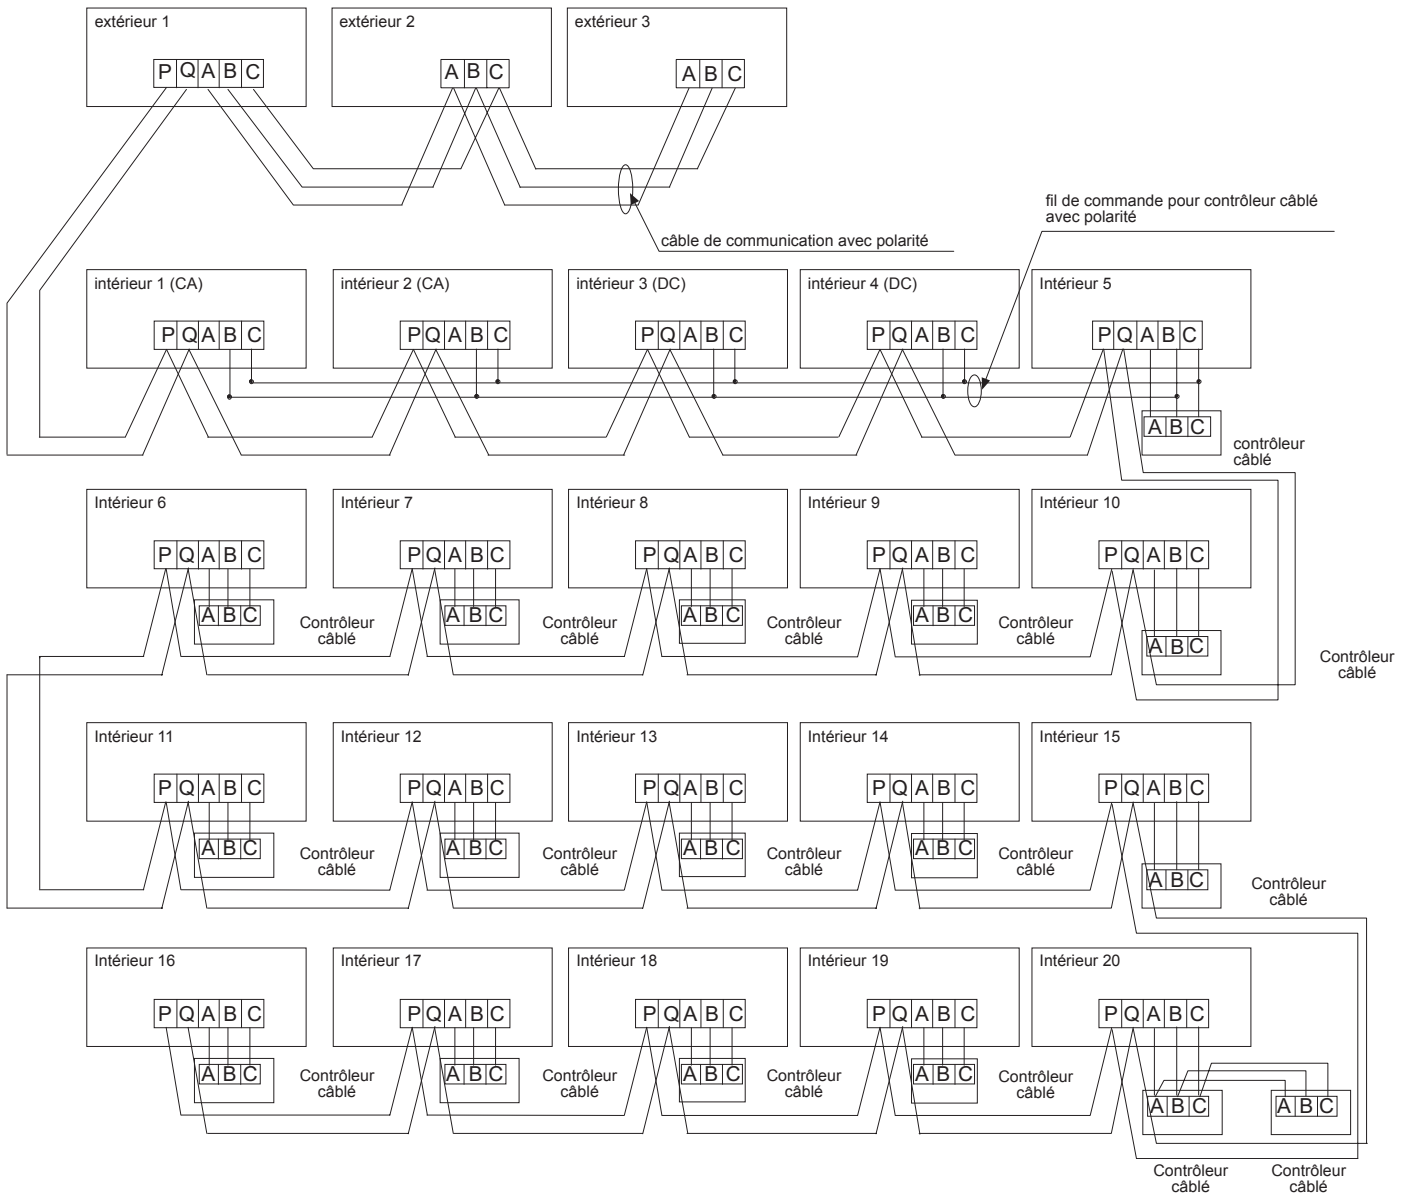 extérieur 1
extérieur 2
extérieur 3
P Q A B C
A B C
A B C
fil de commande pour contrôleur câblé
avec polarité
câble de communication avec polarité
intérieur 1 (CA)
intérieur 2 (CA)
intérieur 3 (DC)
intérieur 4 (DC)
Intérieur 5
P Q A B C
P Q A B C
P Q A B C
P Q A B C
P Q A B C
A B C
contrôleur
câblé
Intérieur 6
Intérieur 7
Intérieur 8
Intérieur 9
Intérieur 10
P Q A B C
P Q A B C
P Q A B C
P Q A B C
P Q A B C
A B C
Contrôleur
câblé
A B C
Contrôleur
câblé
A B C
Contrôleur
câblé
A B C
Contrôleur
câblé
A B C
Contrôleur
câblé
Intérieur 11
Intérieur 12
Intérieur 13
Intérieur 14
Intérieur 15
P Q A B C
P Q A B C
P Q A B C
P Q A B C
P Q A B C
A B C
Contrôleur
câblé
A B C
Contrôleur
câblé
A B C
Contrôleur
câblé
A B C
Contrôleur
câblé
A B C
Contrôleur
câblé
Intérieur 16
Intérieur 17
Intérieur 18
Intérieur 19
Intérieur 20
P Q A B C
P Q A B C
P Q A B C
P Q A B C
P Q A B C
A B C
Contrôleur
câblé
A B C
Contrôleur
câblé
A B C
Contrôleur
câblé
A B C
Contrôleur
câblé
A B C
A B C
Contrôleur
câblé
Contrôleur
câblé